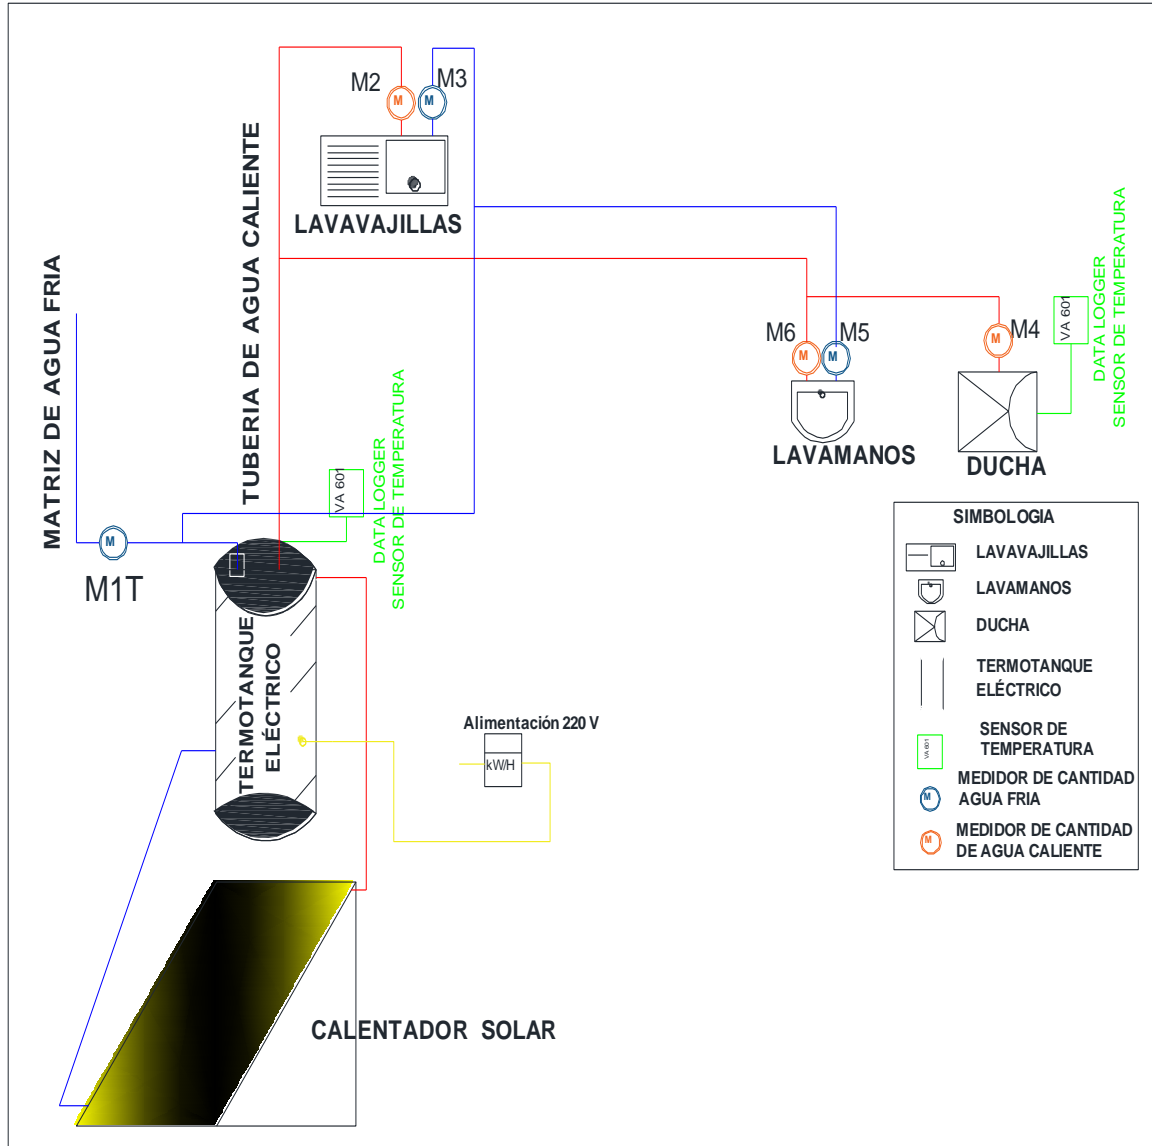 M2
M3
M
M
LAVAVAJILLAS
TUBERIA DE AGUA CALIENTE
MATRIZ DE AGUA FRIA
M
M1T
VA 601
DATA LOGGER
SENSOR DE TEMPERATURA
M6
M5
M
M
LAVAMANOS
M4
M
DUCHA
VA 601
DATA LOGGER
SENSOR DE TEMPERATURA
TERMOTANQUE
ELÉCTRICO
Alimentación 220 V
kW/H
CALENTADOR SOLAR
SIMBOLOGIA
LAVAVAJILLAS
LAVAMANOS
DUCHA
TERMOTANQUE
ELÉCTRICO
VA 601
SENSOR DE
TEMPERATURA
M
MEDIDOR DE CANTIDAD
AGUA FRIA
M
MEDIDOR DE CANTIDAD
DE AGUA CALIENTE